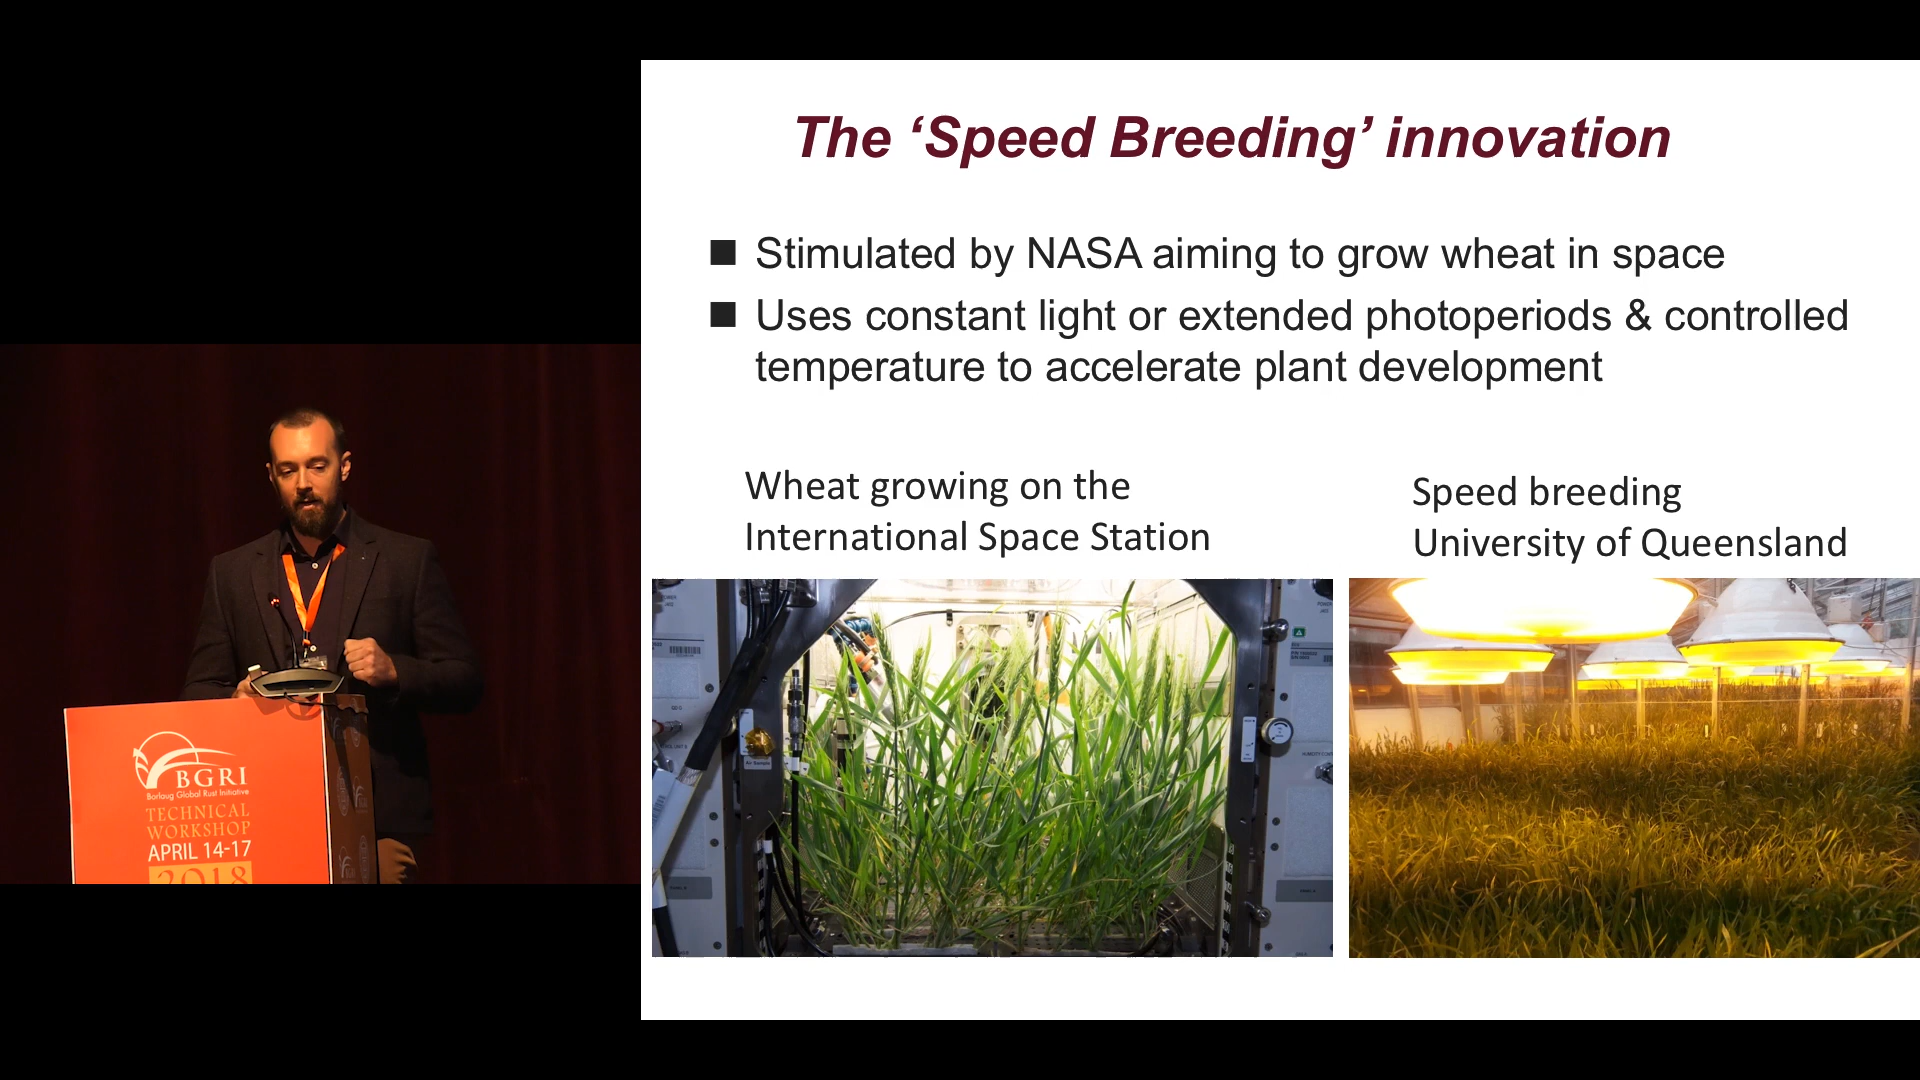 The ‘Speed Breeding’ innovation
Stimulated by NASA aiming to grow wheat in space
Uses constant light or extended photoperiods & controlled
temperature to accelerate plant development
Wheat growing on the
International Space Station
Speed breeding
University of Queensland
BGRI
Borlaug Global Rust Initiative
TECHNICAL
WORKSHOP
APRIL 14-17
2018